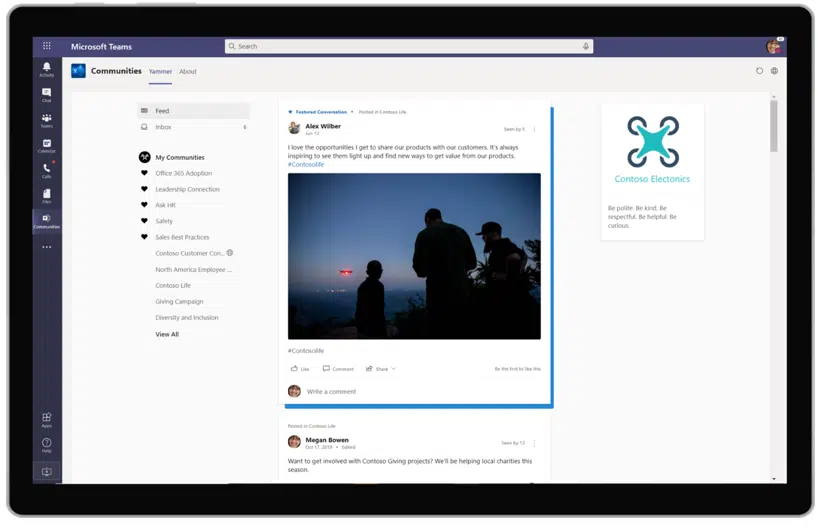 Microsoft Teams
Search
Activity
Chat
Teams
Calendar
Calls
Files
Communities
Apps
Help
Communities Yammer About
Feed
Inbox 6
My Communities
Office 365 Adoption
Leadership Connection
Ask HR
Safety
Sales Best Practices
Contoso Customer Con...
North America Employee ...
Contoso Life
Giving Campaign
Diversity and Inclusion
View All
Featured Conversation • Posted in Contoso Life
Alex Wilber
Jun 12
Seen by 5
I love the opportunities I get to share our products with our customers. It's always
inspiring to see them light up and find new ways to get value from our products.
#Contosolife
#Contosolife
Like Comment Share
Be the first to like this
Write a comment
Posted in Contoso Life
Megan Bowen
Oct 17, 2019 • Edited
Seen by 12
Want to get involved with Contoso Giving projects? We'll be helping local charities this
season.
Contoso Electonics
Be polite. Be kind. Be
respectful. Be helpful. Be
curious.